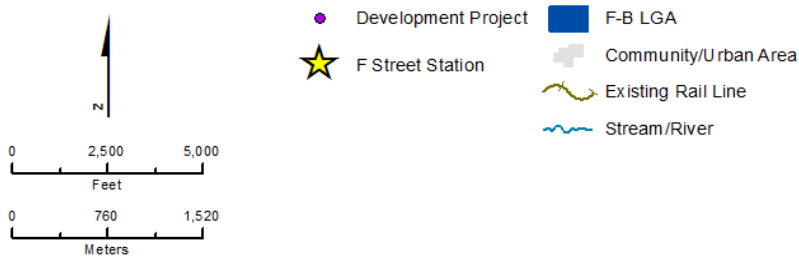 Z
0 2,500 5,000
Feet
0 760 1,520
Meters
Development Project
F Street Station
F-B LGA
Community/Urban Area
Existing Rail Line
Stream/River